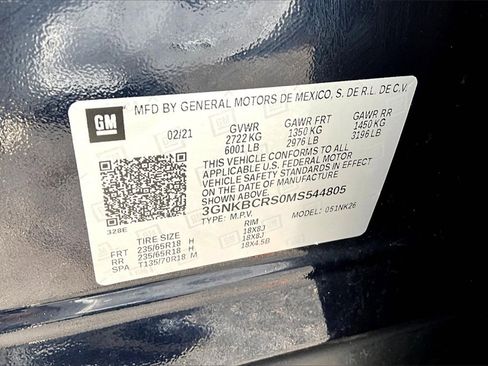 GM
MFD BY GENERAL MOTORS DE MEXICO, S. DE R.L. DE C.V.
02/21 GVWR GAWR FRT GAWR RR
2722 KG 1350 KG 1450 KG
6001 LB 2976 LB 3196 LB
THIS VEHICLE CONFORMS TO ALL
APPLICABLE U.S. FEDERAL MOTOR
VEHICLE SAFETY STANDARDS IN
EFFECT ON THE DATE OF
MANUFACTURE SHOWN ABOVE.
3GNKBCRS0MS544805
328E
TYPE: M.P.V. MODEL: 051NK26
TIRE SIZE RIM
FRT 235/65R18 H 18X8J
RR 235/65R18 H 18X8J
SPA T135/70R18 M 18X4.5B